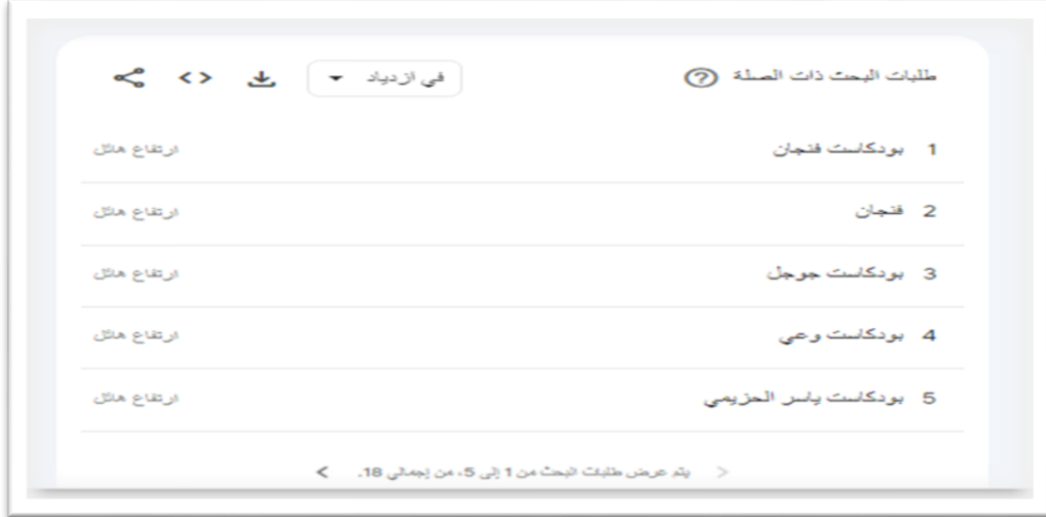 طلبات البحث ذات الصلة
في ازدياد
1 بودكاست فنجان ارتفاع هائل
2 فنجان ارتفاع هائل
3 بودكاست جوجل ارتفاع هائل
4 بودكاست وعي ارتفاع هائل
5 بودكاست ياسر الحزيمي ارتفاع هائل
يتم عرض طلبات البحث من 1 إلى 5، من إجمالي 18.